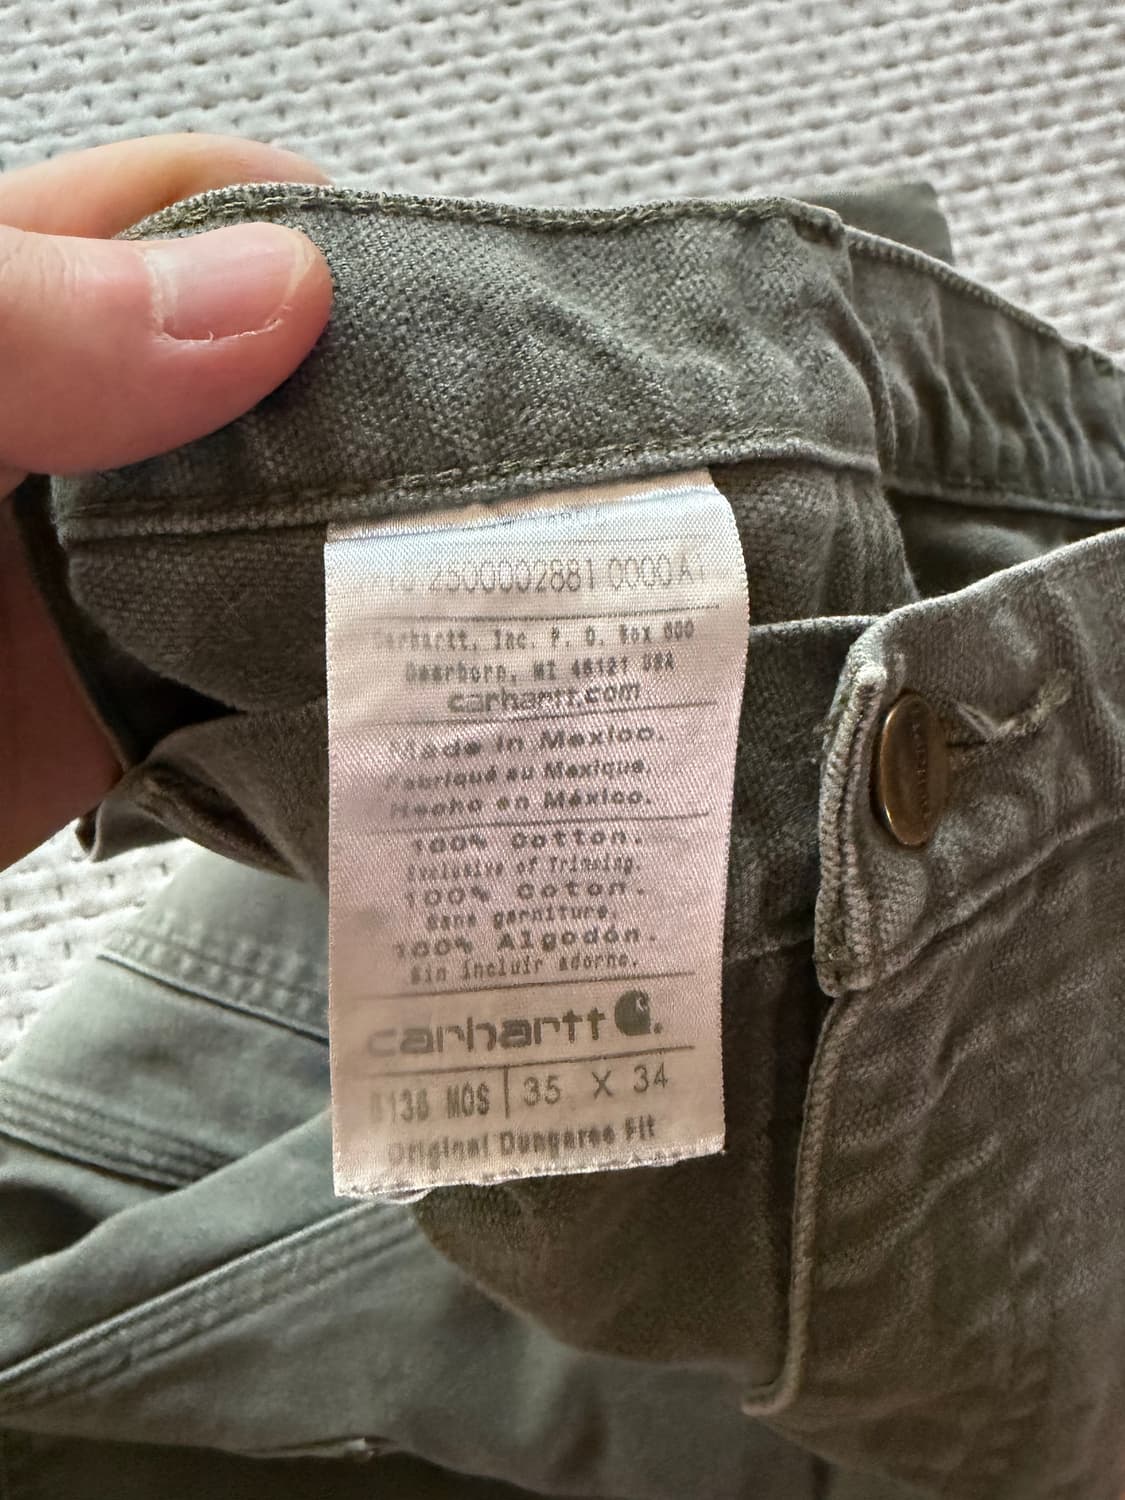 2500002881 0000A1
Carhartt, Inc. P. O. Box 600
Dearborn, MI 48121 USA
carhartt.com
Made in Mexico.
Fabriqué au Mexique.
Hecho en México.
100% Cotton.
Exclusive of Trimming.
100% Coton.
Sans garniture.
100% Algodón.
Sin incluir adorno.
carhartt
B136 MOS 35 X 34
Original Dungaree Fit